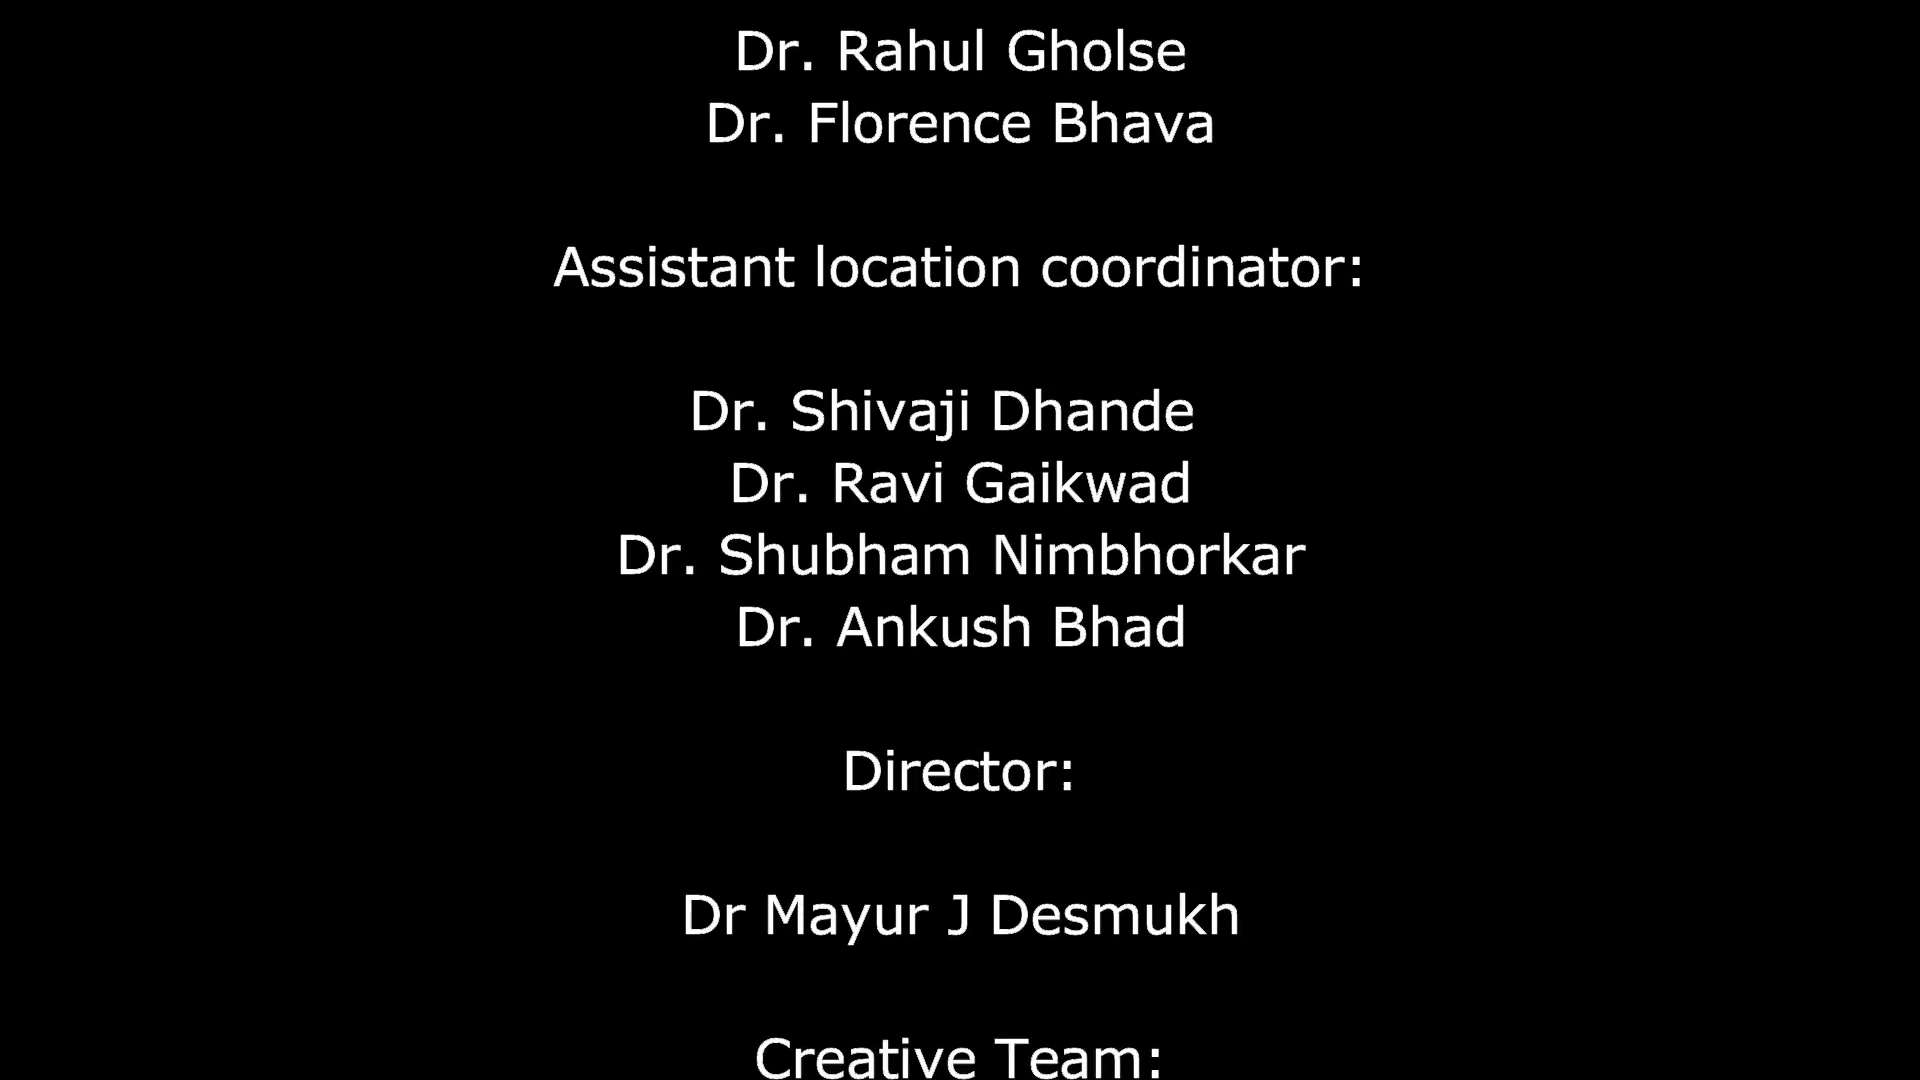 Dr. Rahul Gholse
Dr. Florence Bhava
Assistant location coordinator:
Dr. Shivaji Dhande
Dr. Ravi Gaikwad
Dr. Shubham Nimbhorkar
Dr. Ankush Bhad
Director:
Dr Mayur J Desmukh
Creative Team: